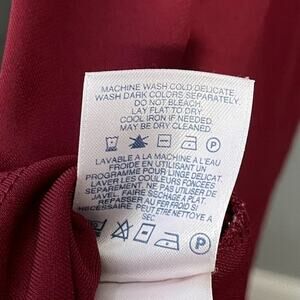 MACHINE WASH COLD, DELICATE.
WASH DARK COLORS SEPARATELY.
DO NOT BLEACH.
LAY FLAT TO DRY
COOL IRON IF NEEDED
MAY BE DRY CLEANED.
P
LAVABLE A LA MACHINE A L'EAU
FROIDE EN UTILISANT UN
PROGRAMME POUR LINGE DELICAT.
LAVER LES COULEURS FONCEES
SEPAREMENT. NE PAS UTILISER DE
JAVEL. FAIRE SECHER A PLAT.
REPASSER AU FER FROID SI
NECESSAIRE. PEUT ETRE NETTOYE A
SEC.
P